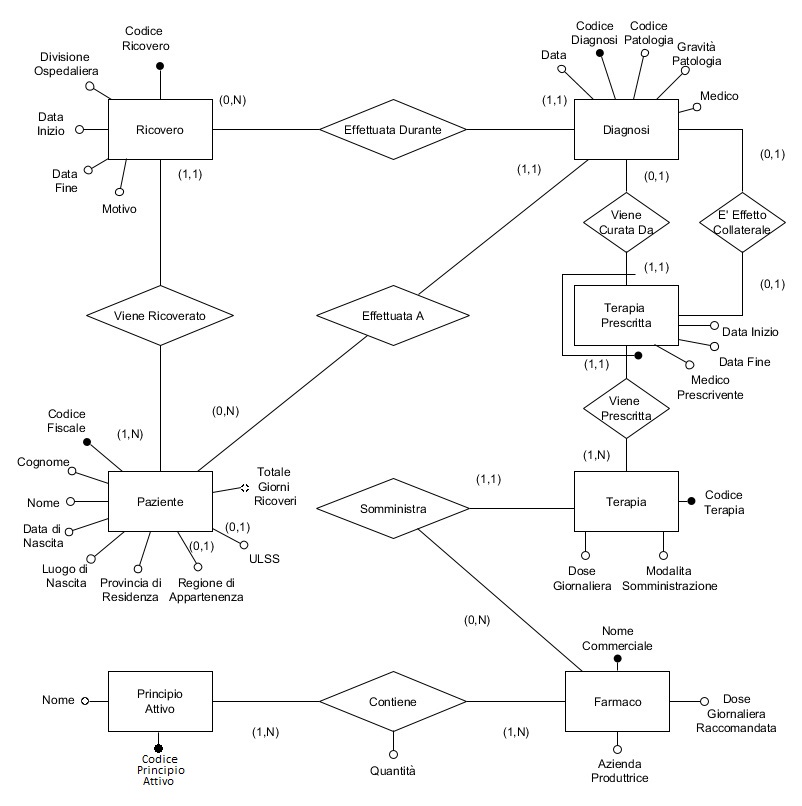 Codice
Ricovero
Divisione
Ospedaliera
Data
Inizio
Data
Fine
Motivo
Ricovero
(0,N)
(1,1)
Effettuata Durante
(1,1)
Data
Codice
Diagnosi
Codice
Patologia
Gravità
Patologia
Medico
Diagnosi
(1,1)
(0,1)
(0,1)
Viene
Curata Da
E' Effetto
Collaterale
(1,1)
(0,1)
Viene Ricoverato
Effettuata A
Terapia
Prescritta
Data Inizio
Data Fine
Medico
Prescrivente
(1,1)
Viene
Prescritta
(1,N)
(0,N)
(1,N)
Codice
Fiscale
Cognome
Nome
Data di
Nascita
Luogo di
Nascita
Provincia di
Residenza
(0,1)
Regione di
Appartenenza
(0,1)
ULSS
Totale
Giorni
Ricoveri
Paziente
Somministra
(1,1)
Terapia
Codice
Terapia
Dose
Giornaliera
Modalita
Somministrazione
(0,N)
Nome
Commerciale
Nome
Principio
Attivo
Codice
Principio
Attivo
(1,N)
Contiene
Quantità
(1,N)
Farmaco
Dose
Giornaliera
Raccomandata
Azienda
Produttrice